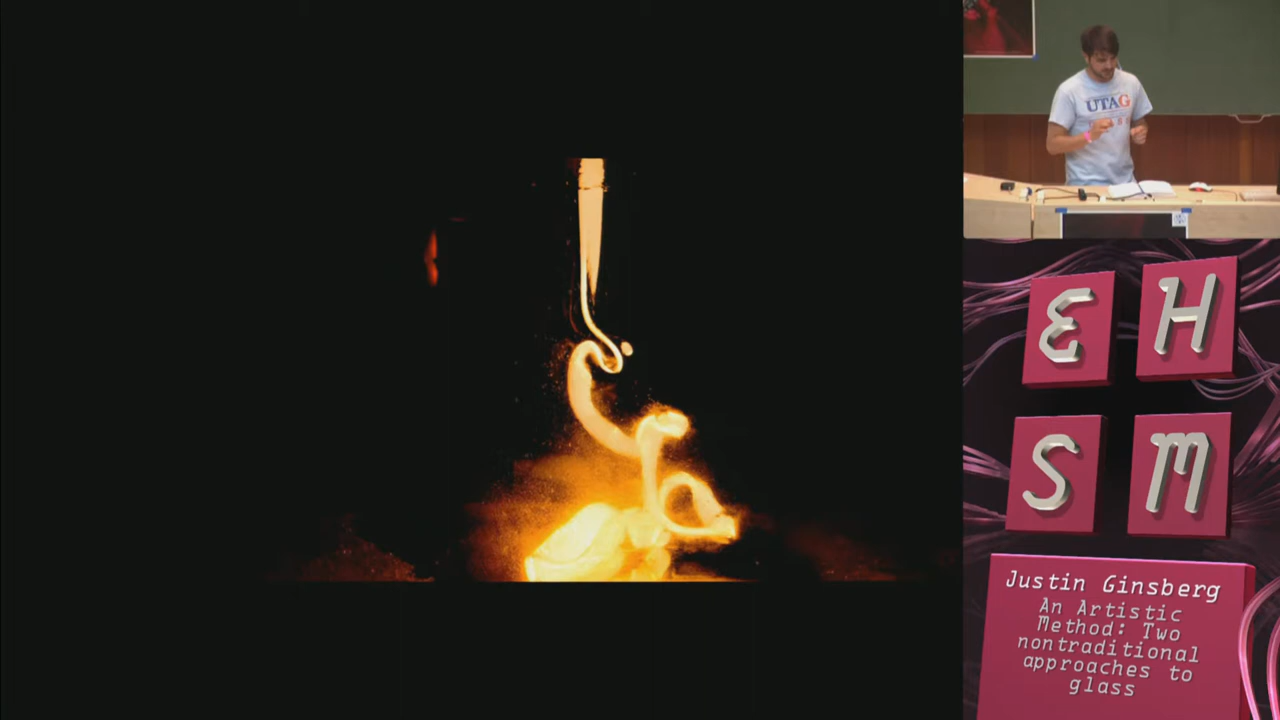 UTAG
E H
S M
Justin Ginsberg
An Artistic
Method: Two
nontraditional
approaches to
glass